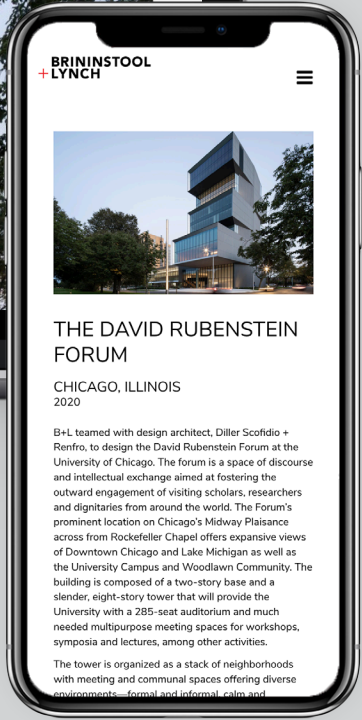 BRININSTOOL
+LYNCH
THE DAVID RUBENSTEIN
FORUM
CHICAGO, ILLINOIS
2020
B+L teamed with design architect, Diller Scofidio +
Renfro, to design the David Rubenstein Forum at the
University of Chicago. The forum is a space of discourse
and intellectual exchange aimed at fostering the
outward engagement of visiting scholars, researchers
and dignitaries from around the world. The Forum's
prominent location on Chicago's Midway Plaisance
across from Rockefeller Chapel offers expansive views
of Downtown Chicago and Lake Michigan as well as
the University Campus and Woodlawn Community. The
building is composed of a two-story base and a
slender, eight-story tower that will provide the
University with a 285-seat auditorium and much
needed multipurpose meeting spaces for workshops,
symposia and lectures, among other activities.
The tower is organized as a stack of neighborhoods
with meeting and communal spaces offering diverse
environments—formal and informal, calm and